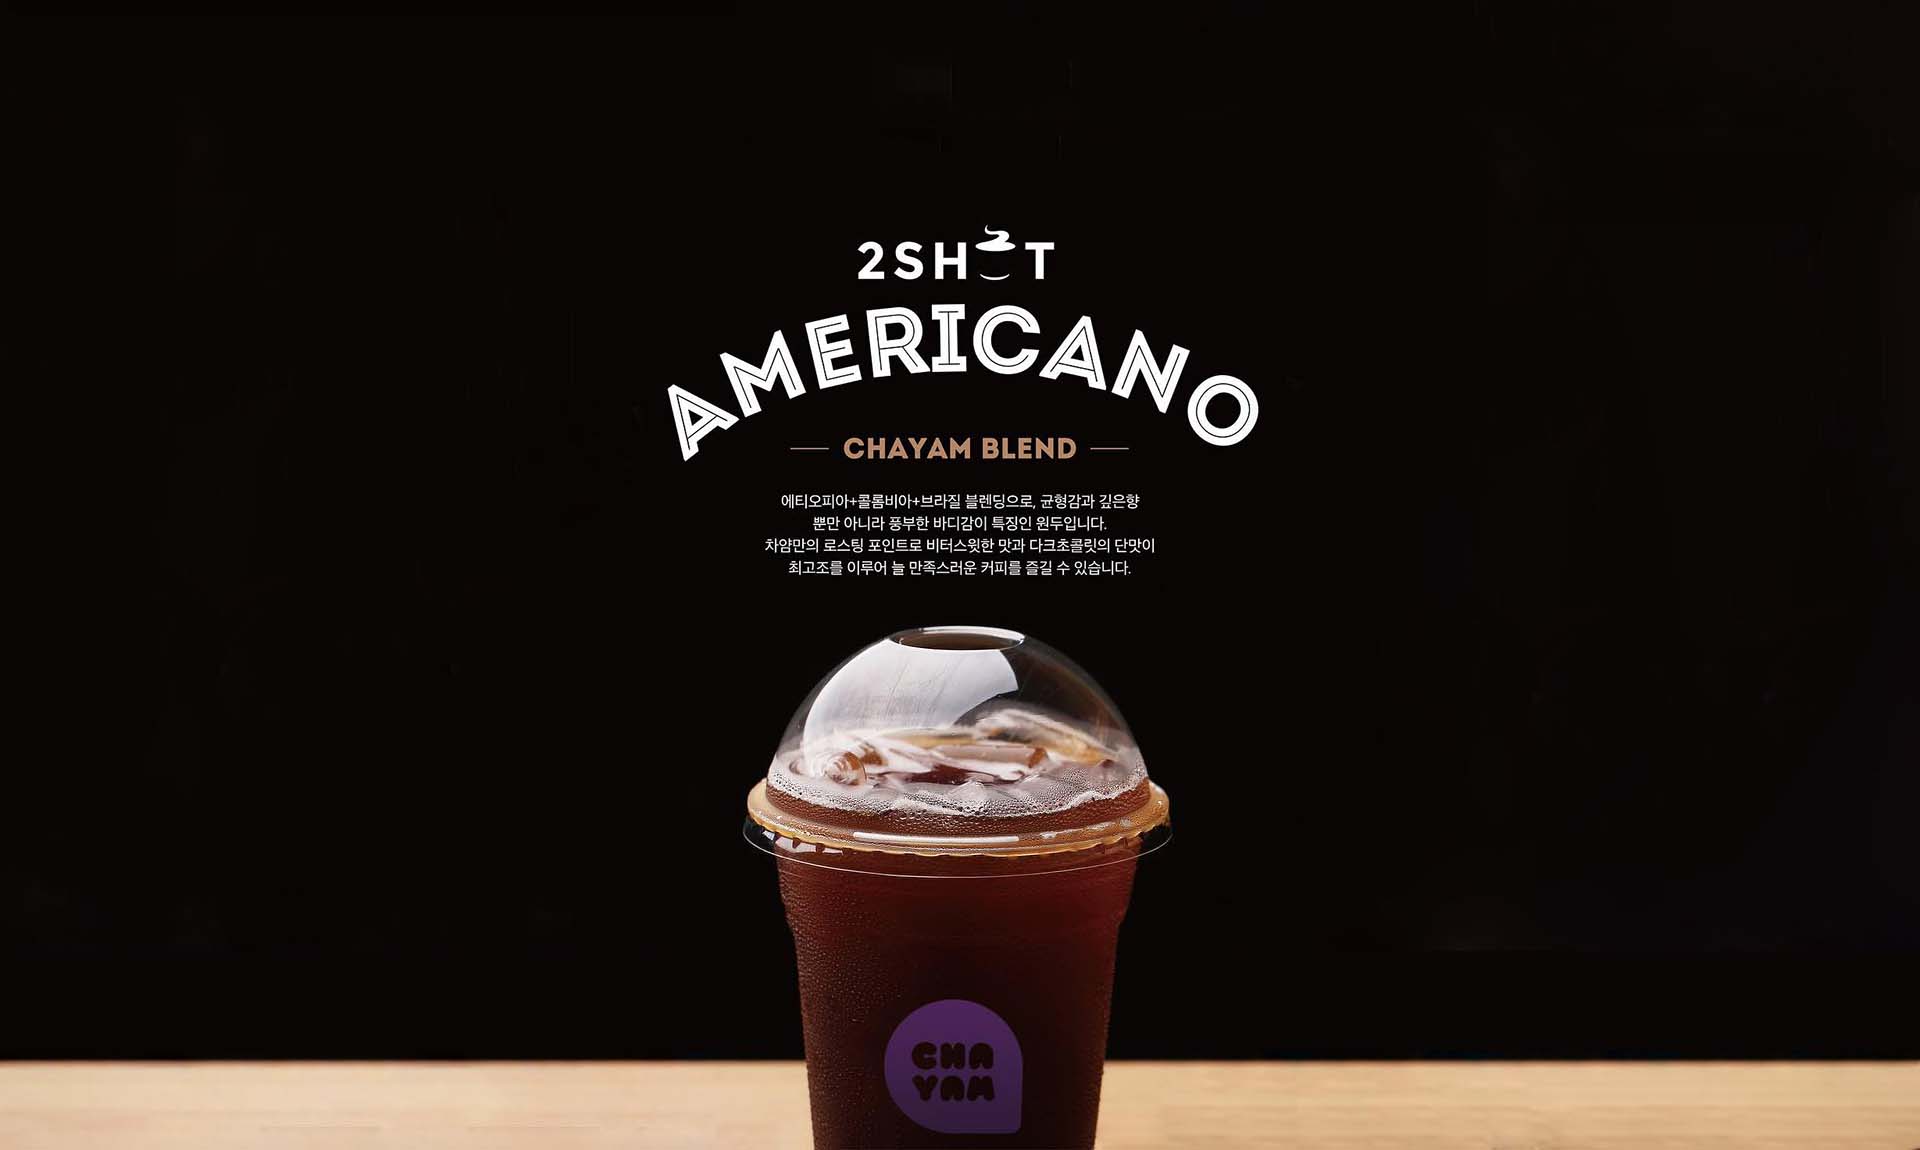 2SHOT
AMERICANO
CHAYAM BLEND
에티오피아+콜롬비아+브라질 블렌딩으로, 균형감과 깊은향
뿐만 아니라 풍부한 바디감이 특징인 원두입니다.
차얌만의 로스팅 포인트로 비터스윗한 맛과 다크초콜릿의 단맛이
최고조를 이루어 늘 만족스러운 커피를 즐길 수 있습니다.
CHA
YAM